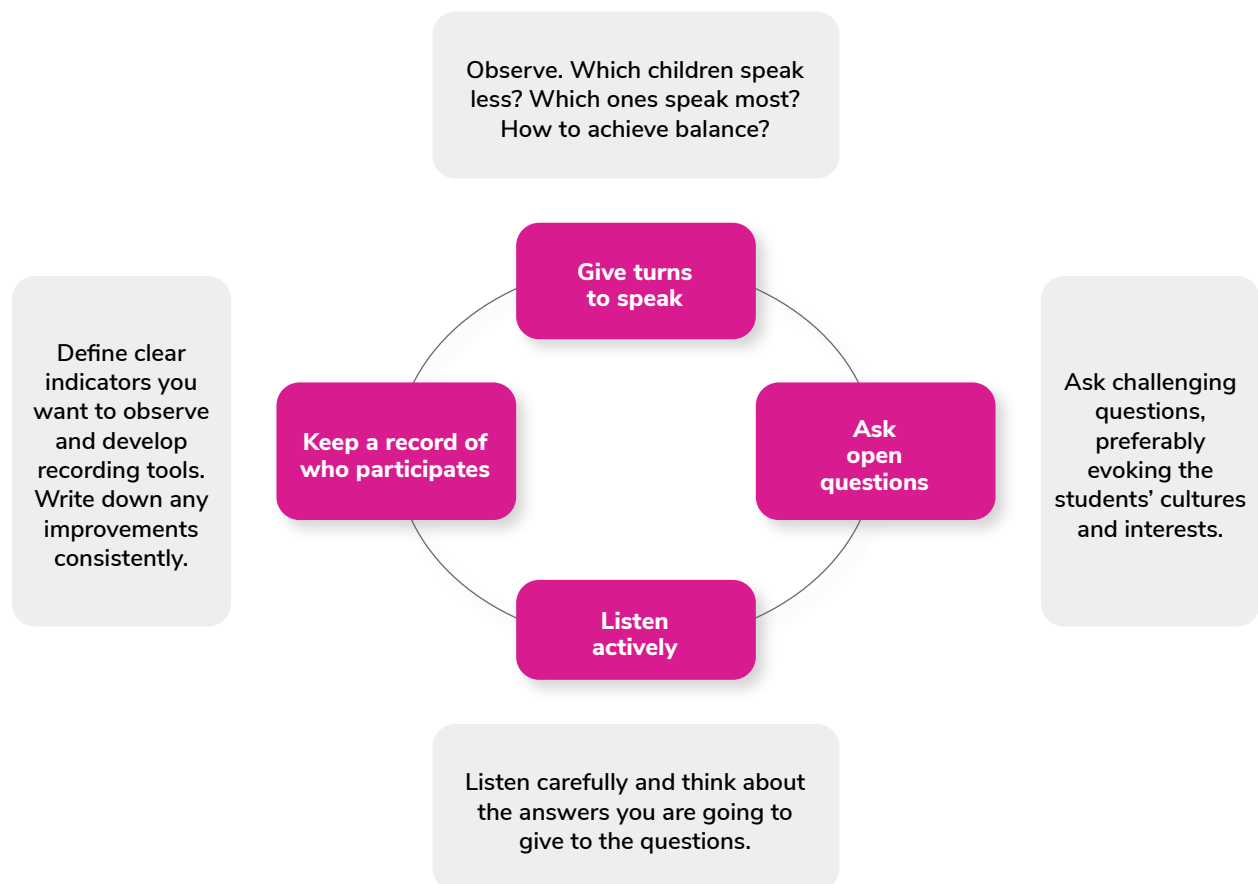 Observe. Which children speak
less? Which ones speak most?
How to achieve balance?
Give turns
to speak
Define clear
indicators you
want to observe
and develop
recording tools.
Write down any
improvements
consistently.
Keep a record of
who participates
Ask
open
questions
Ask challenging
questions,
preferably
evoking the
students’ cultures
and interests.
Listen
actively
Listen carefully and think about
the answers you are going to
give to the questions.